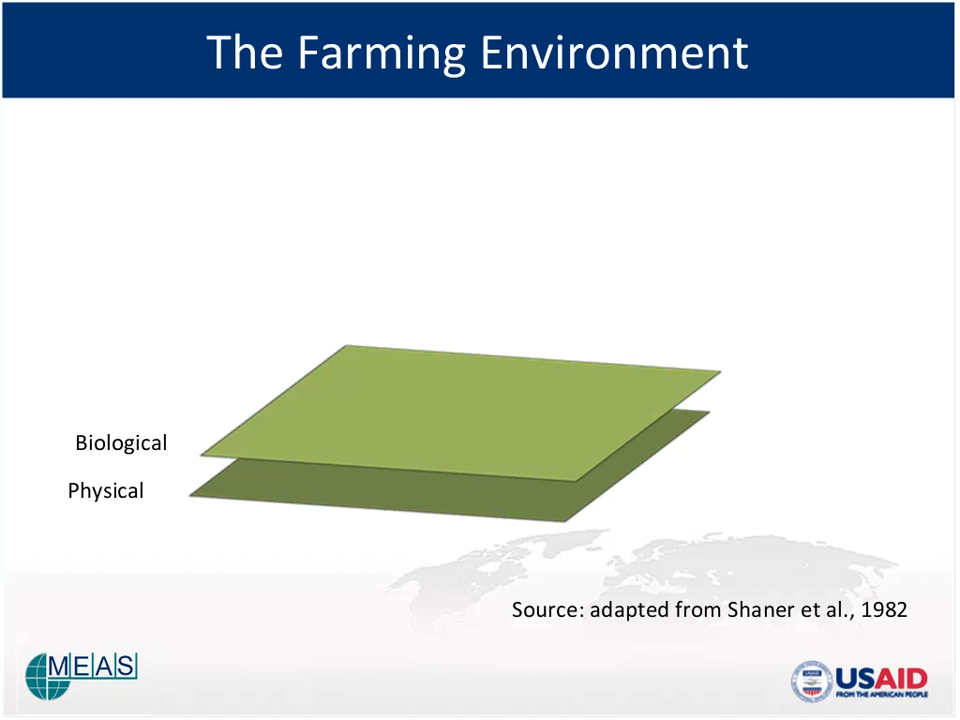 The Farming Environment
Biological
Physical
Source: adapted from Shaner et al., 1982
MEAS
USAID
FROM THE AMERICAN PEOPLE